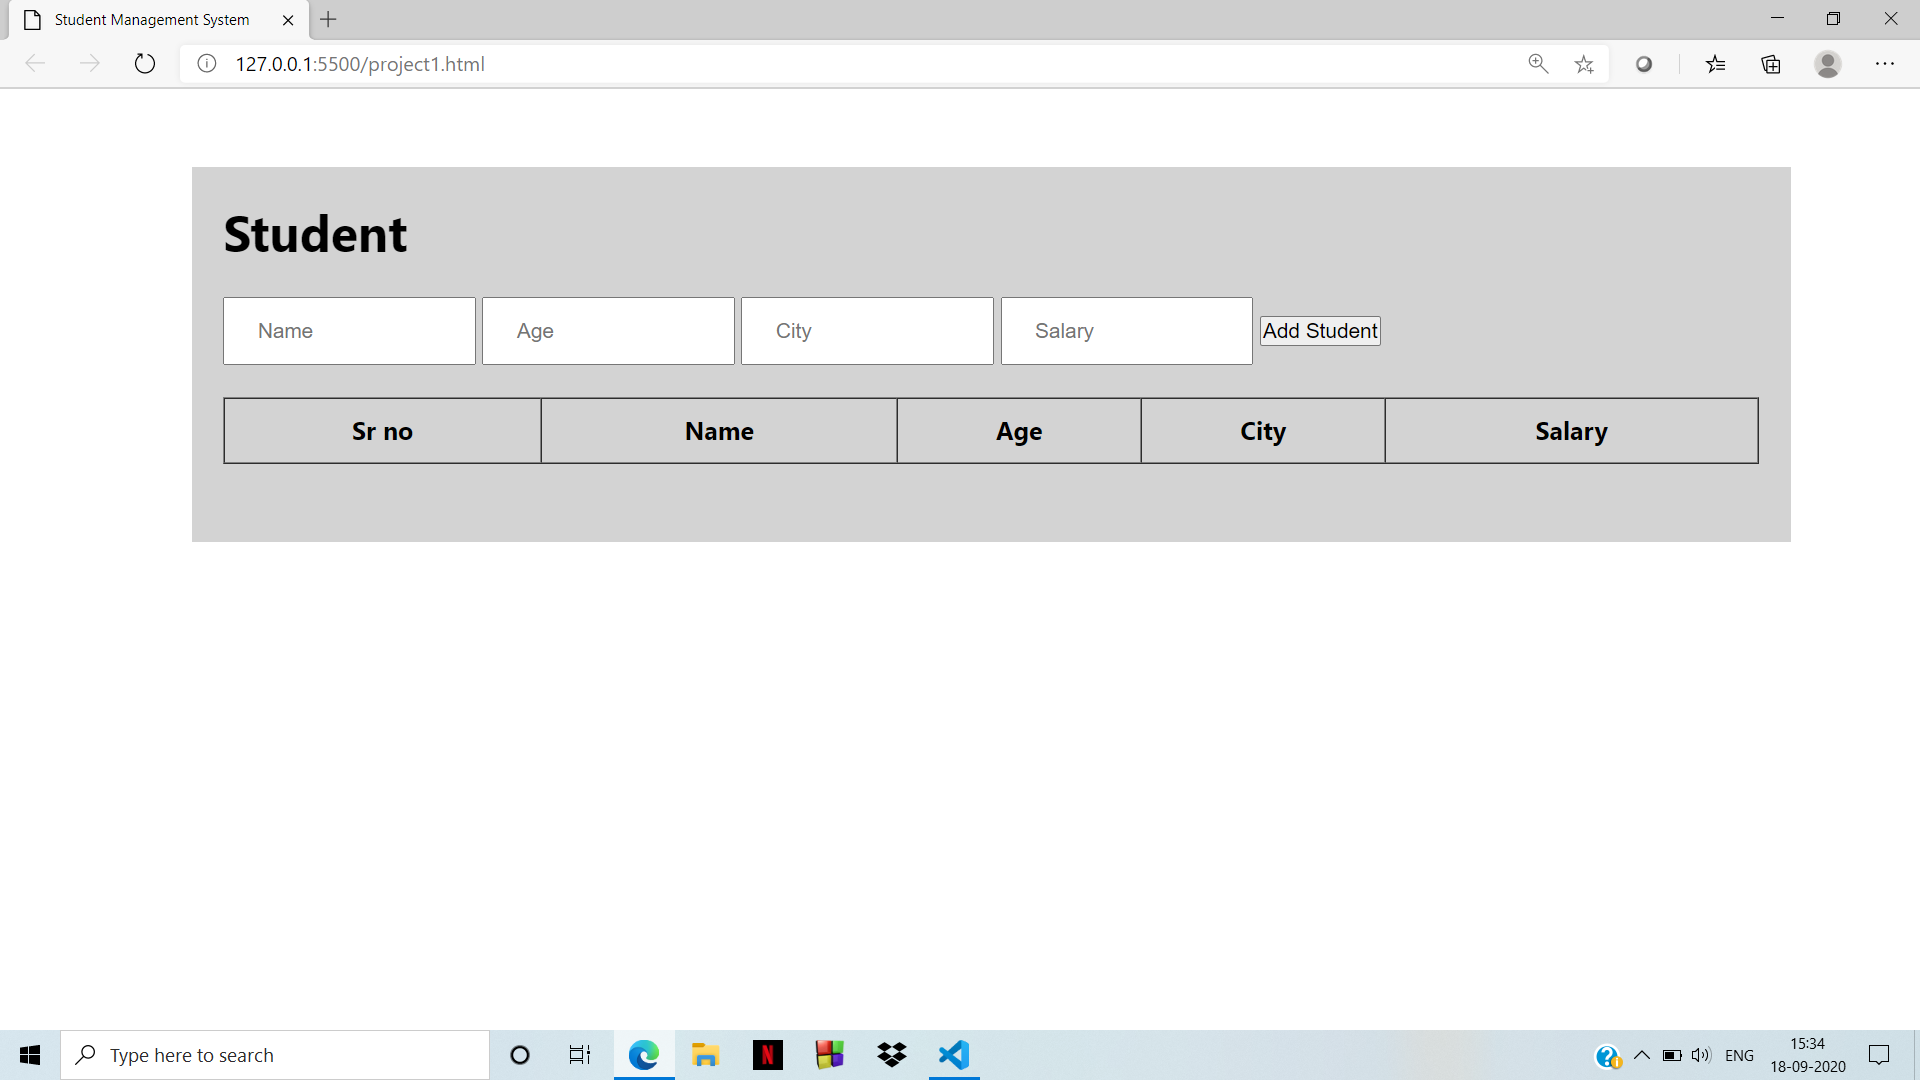 Student Management System
127.0.0.1:5500/project1.html
Student
Name Age City Salary Add Student
Sr no Name Age City Salary
Type here to search
N
ENG
15:34
18-09-2020